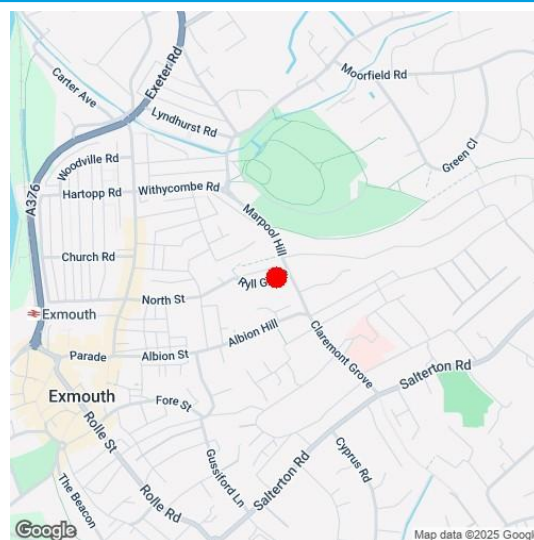 Carter Ave
Exeter Rd
Moorfield Rd
Lyndhurst Rd
Green Cl
Woodville Rd
A376
Hartopp Rd
Withycombe Rd
Marpool Hill
Church Rd
Ryll G
North St
Exmouth
Albion Hill
Claremont Grove
Parade
Albion St
Salterton Rd
Exmouth
Fore St
Rolle St
Gussiford Ln
Cyprus Rd
Salterton Rd
The Beacon
Rolle Rd
Google
Map data ©2025 Google